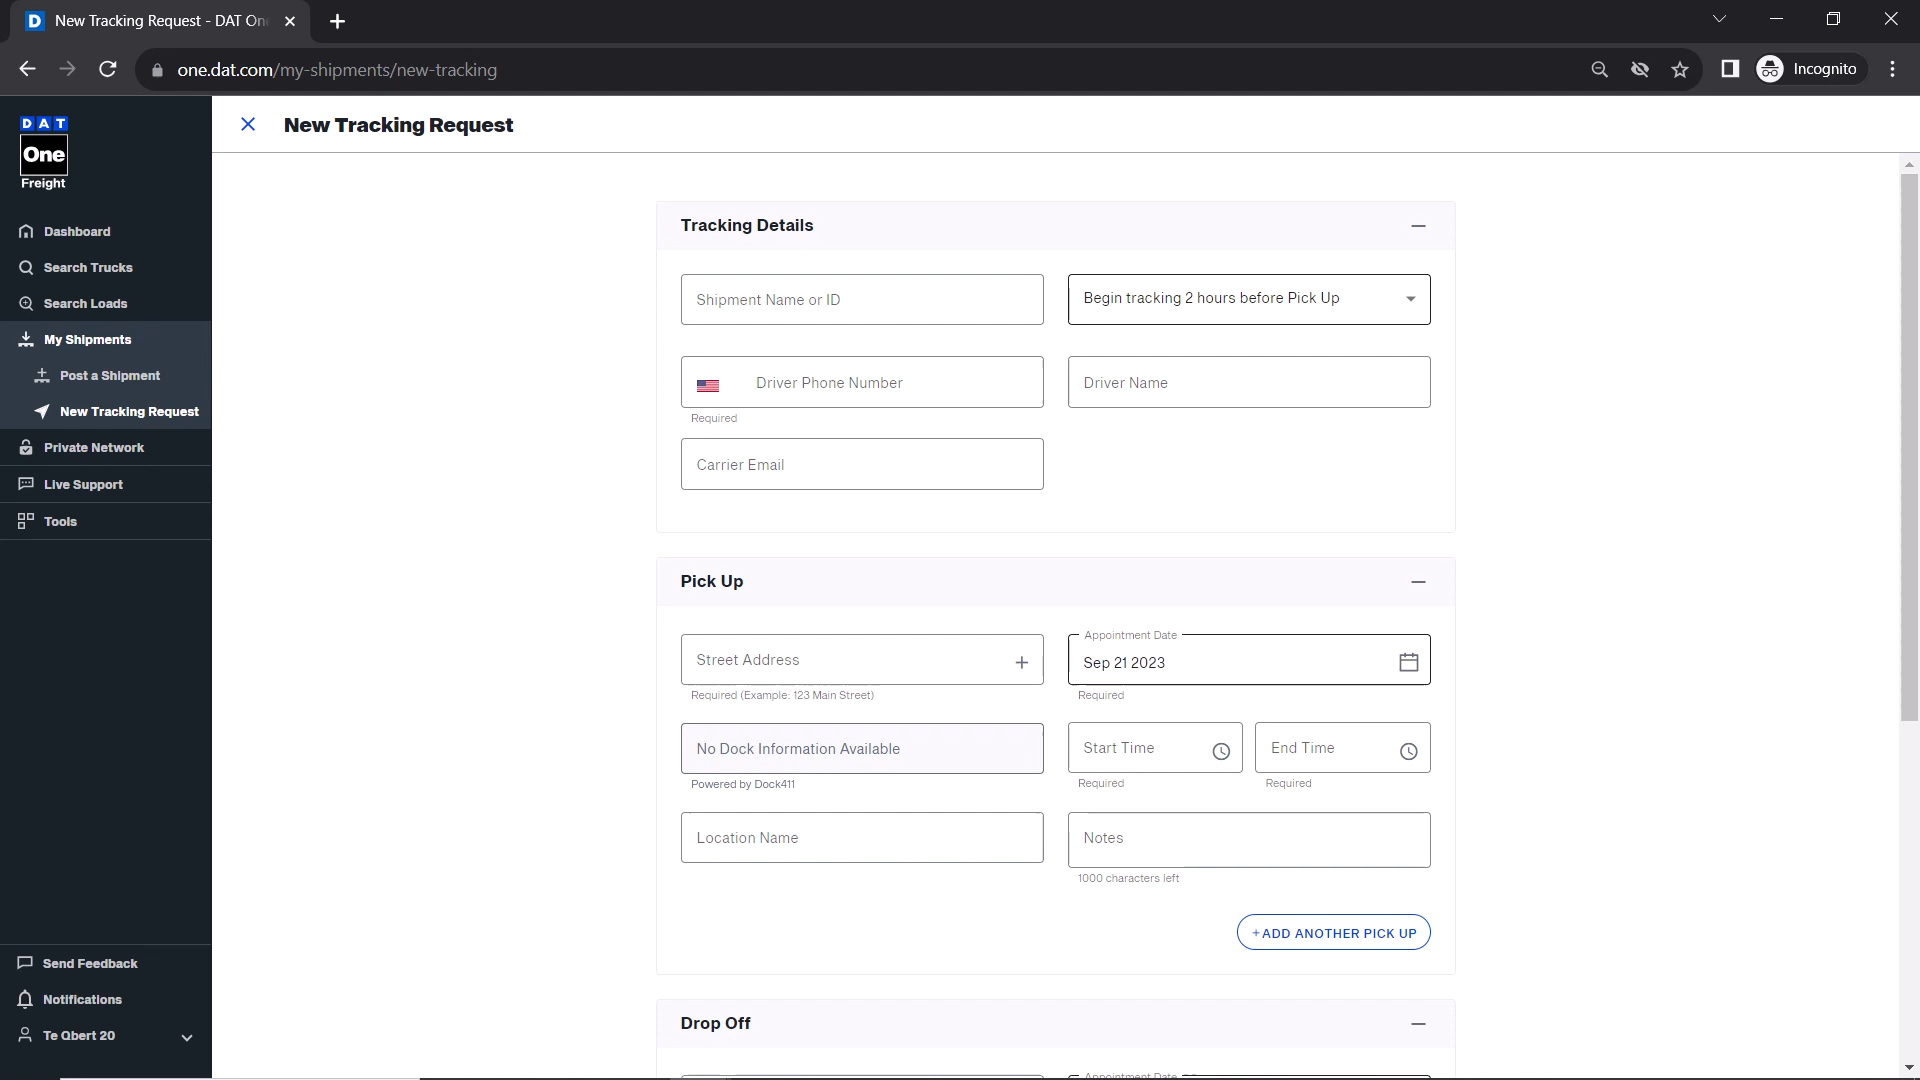 New Tracking Request - DAT On
one.dat.com/my-shipments/new-tracking
Incognito
DAT
One
Freight
New Tracking Request
Dashboard
Search Trucks
Search Loads
My Shipments
Post a Shipment
New Tracking Request
Private Network
Live Support
Tools
Send Feedback
Notifications
Te Qbert 20
Tracking Details
Shipment Name or ID
Begin tracking 2 hours before Pick Up
Driver Phone Number
Driver Name
Required
Carrier Email
Pick Up
Street Address
Appointment Date
Sep 21 2023
Required (Example: 123 Main Street)
Required
No Dock Information Available
Start Time
End Time
Powered by Dock411
Required
Required
Location Name
Notes
1000 characters left
+ADD ANOTHER PICK UP
Drop Off
Appointment Date